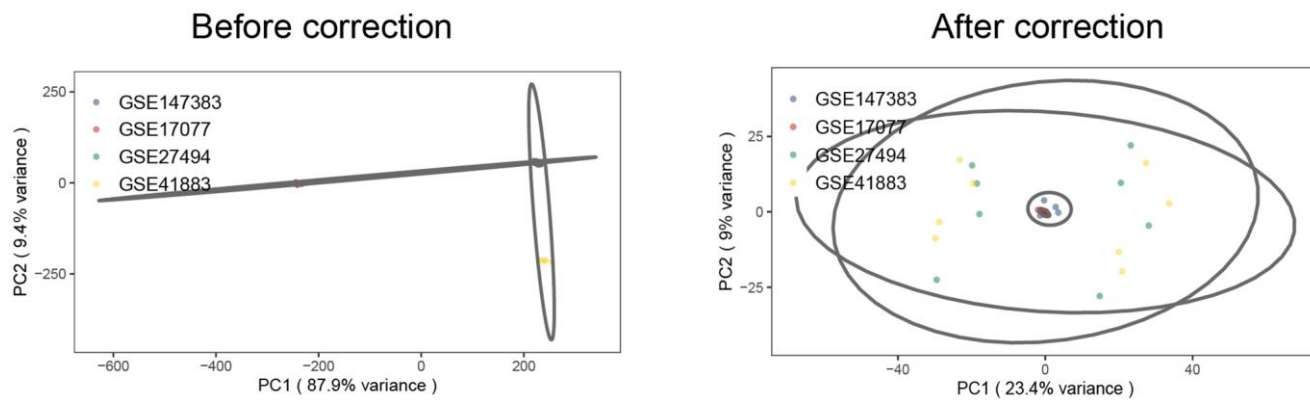 Before correction
GSE147383
GSE17077
GSE27494
GSE41883
250
0
−250
PC2 ( 9.4% variance )
−600
−400
−200
0
200
PC1 ( 87.9% variance )
After correction
GSE147383
GSE17077
GSE27494
GSE41883
25
0
−25
PC2 ( 9% variance )
−40
0
40
PC1 ( 23.4% variance )